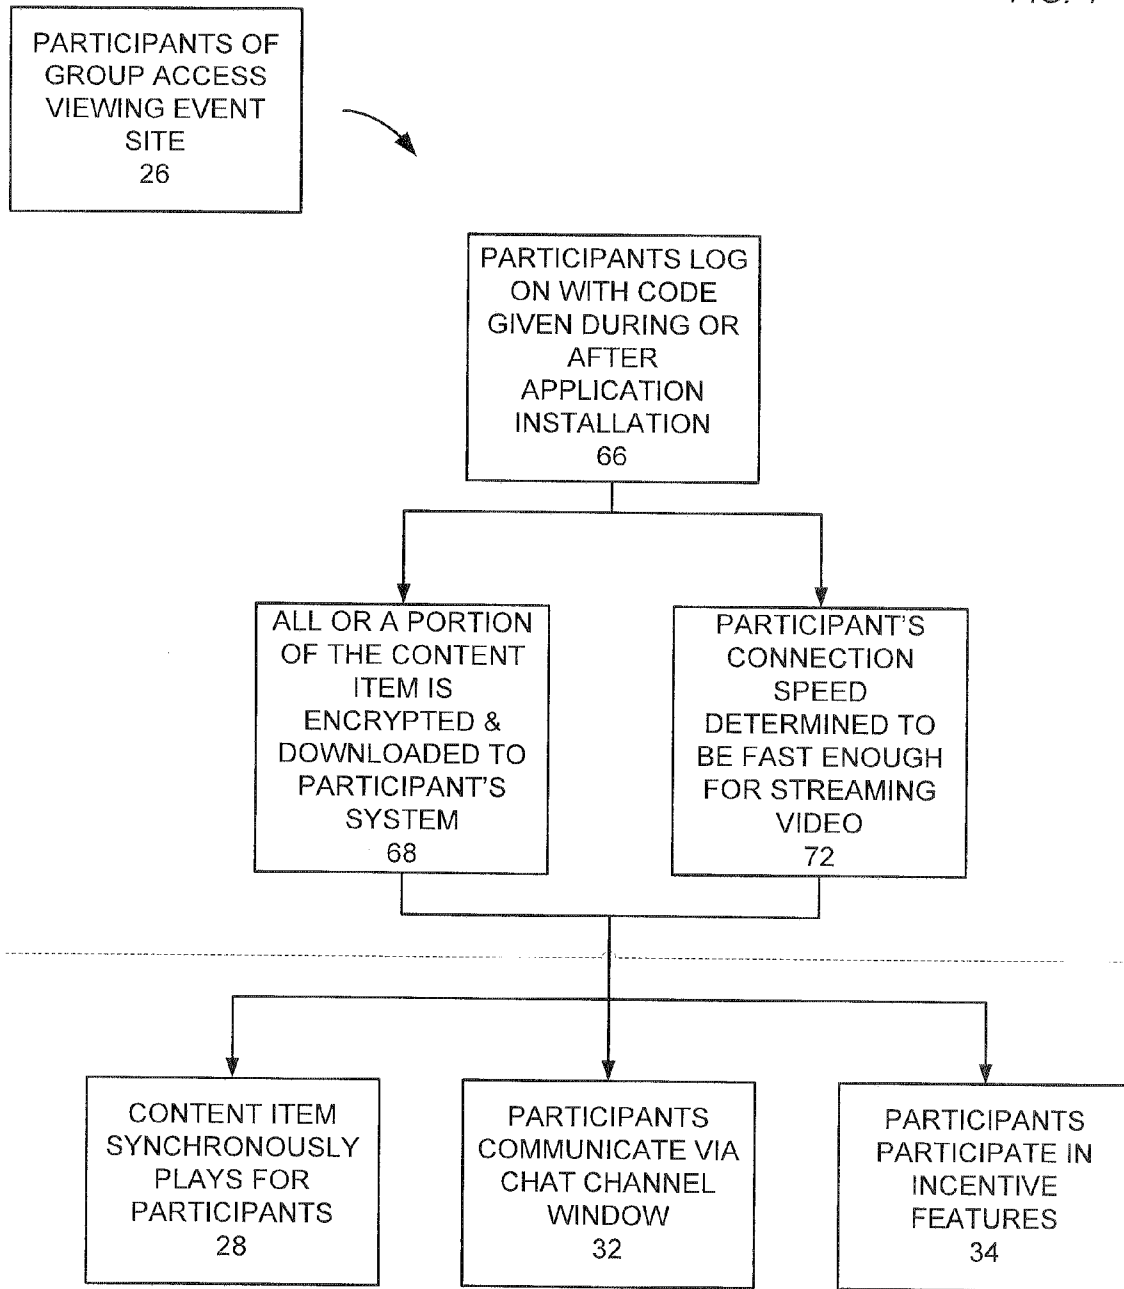 PARTICIPANTS OF
GROUP ACCESS
VIEWING EVENT
SITE
26
PARTICIPANTS LOG
ON WITH CODE
GIVEN DURING OR
AFTER
APPLICATION
INSTALLATION
66
ALL OR A PORTION
OF THE CONTENT
ITEM IS
ENCRYPTED &
DOWNLOADED TO
PARTICIPANT'S
SYSTEM
68
PARTICIPANT'S
CONNECTION
SPEED
DETERMINED TO
BE FAST ENOUGH
FOR STREAMING
VIDEO
72
CONTENT ITEM
SYNCHRONOUSLY
PLAYS FOR
PARTICIPANTS
28
PARTICIPANTS
COMMUNICATE VIA
CHAT CHANNEL
WINDOW
32
PARTICIPANTS
PARTICIPATE IN
INCENTIVE
FEATURES
34